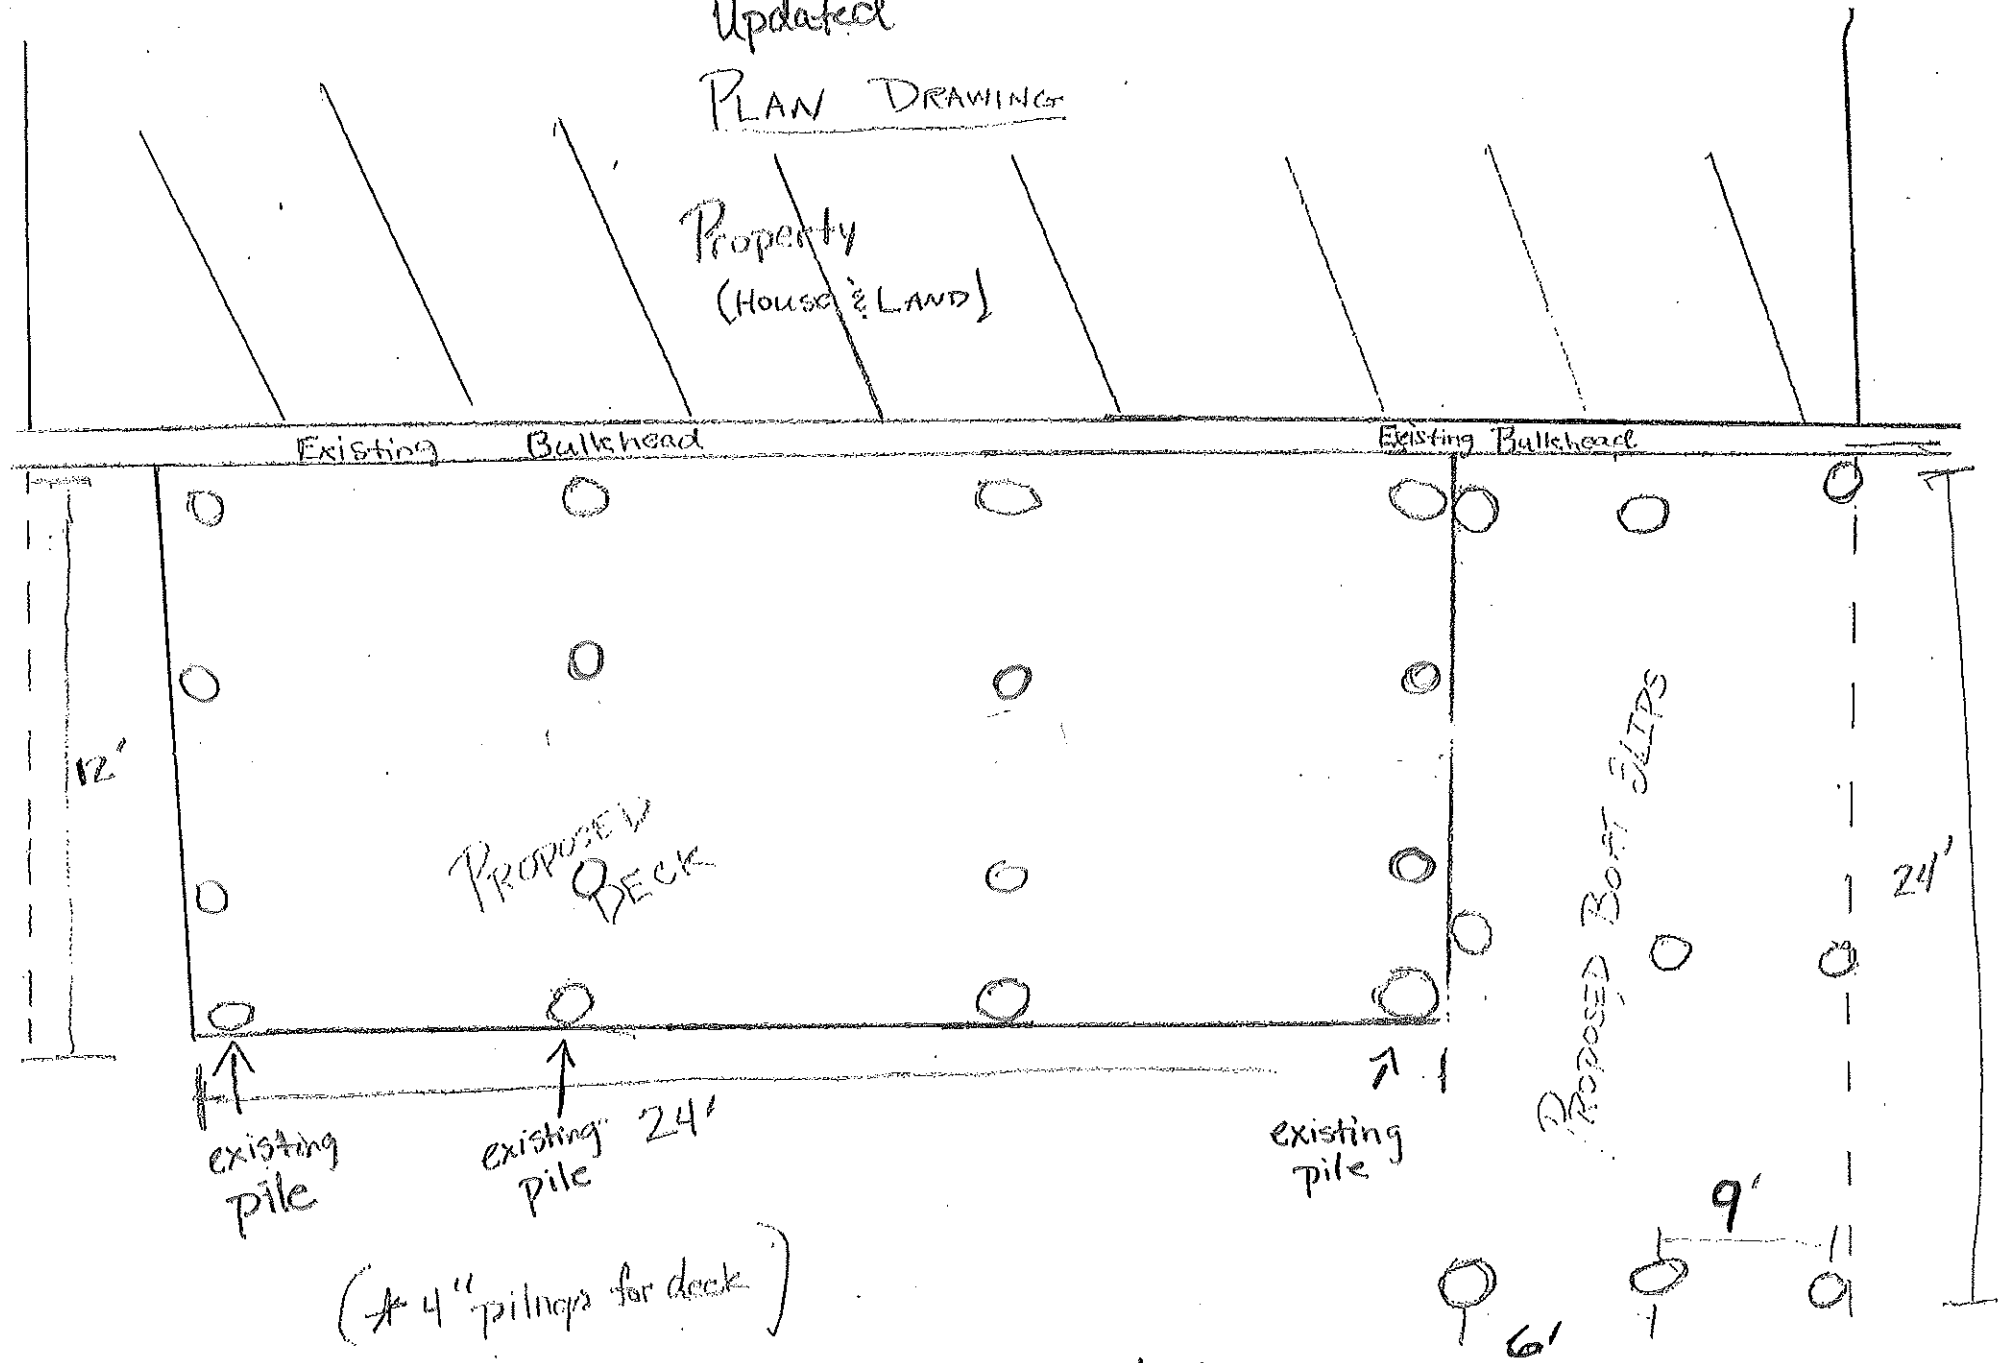 Updated
PLAN DRAWING
Property
(HOUSE & LAND)
Existing Bulkhead
Existing Bulkhead
12'
PROPOSED
DECK
PROPOSED BOAT SLIPS
24'
existing
pile
existing
pile
24'
existing
pile
9'
(* 4" pilngs for deck)
6'